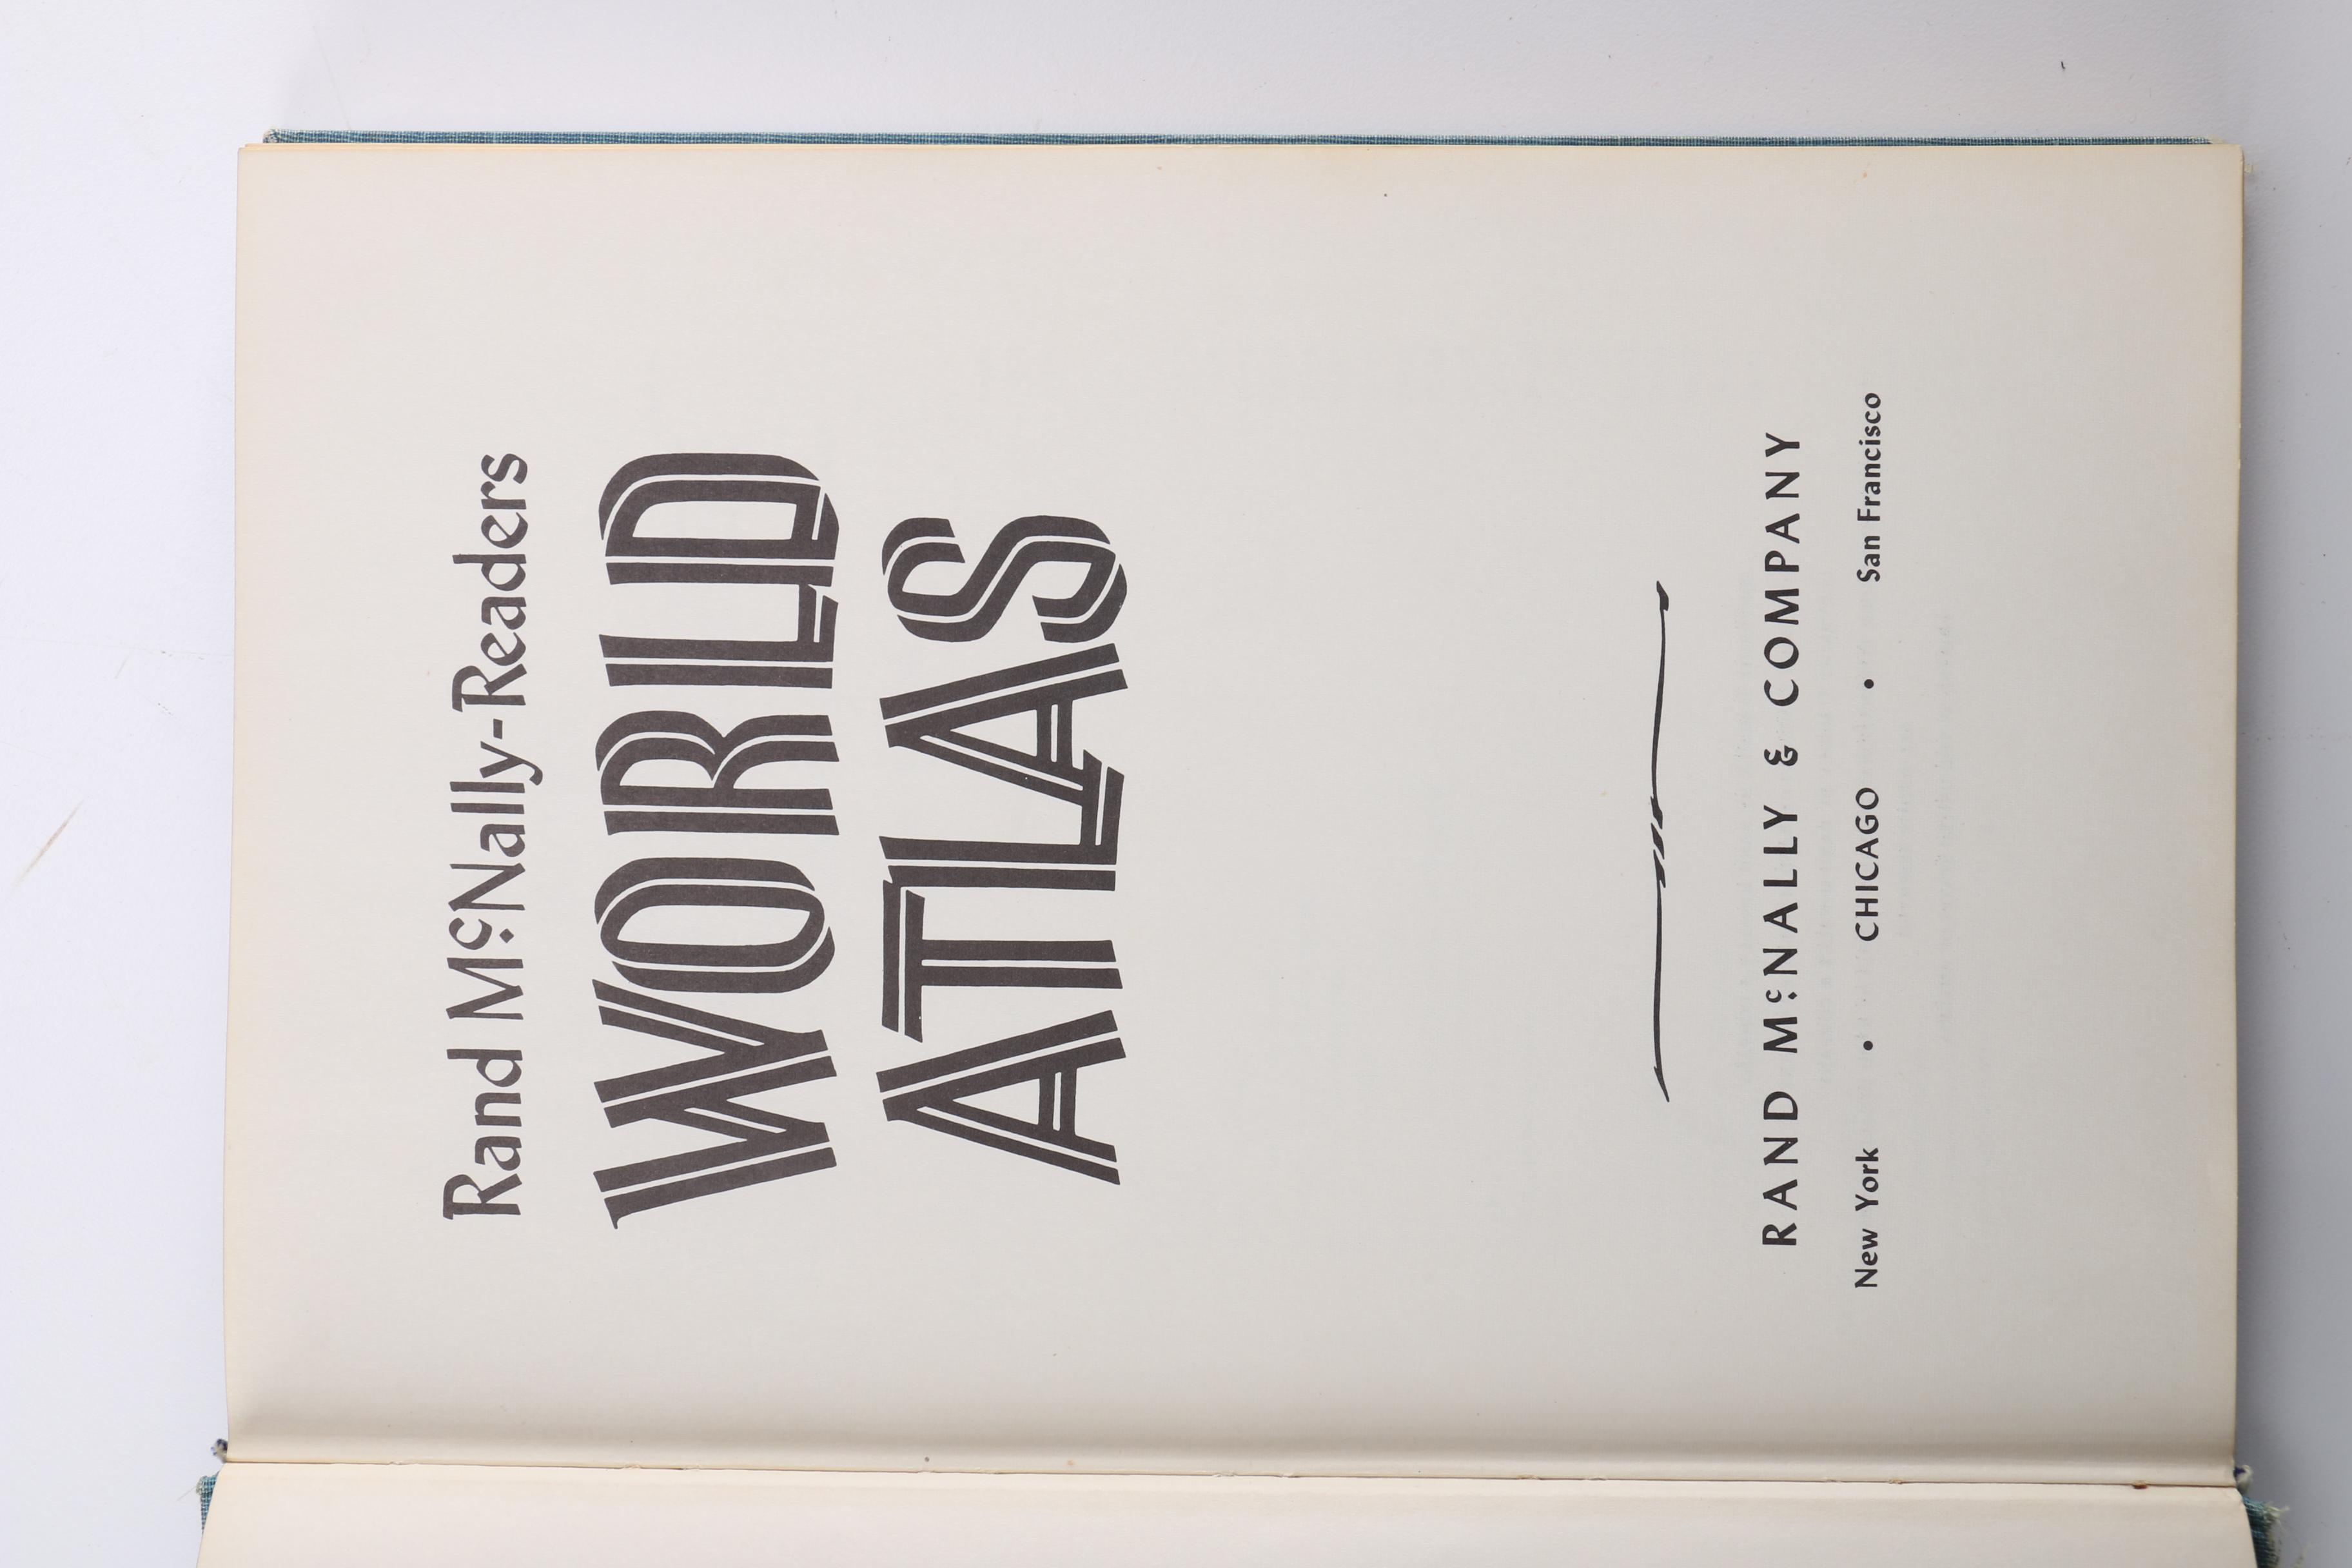 Rand McNally-Readers
WORLD
ATLAS
RAND McNALLY & COMPANY
New York • CHICAGO • San Francisco